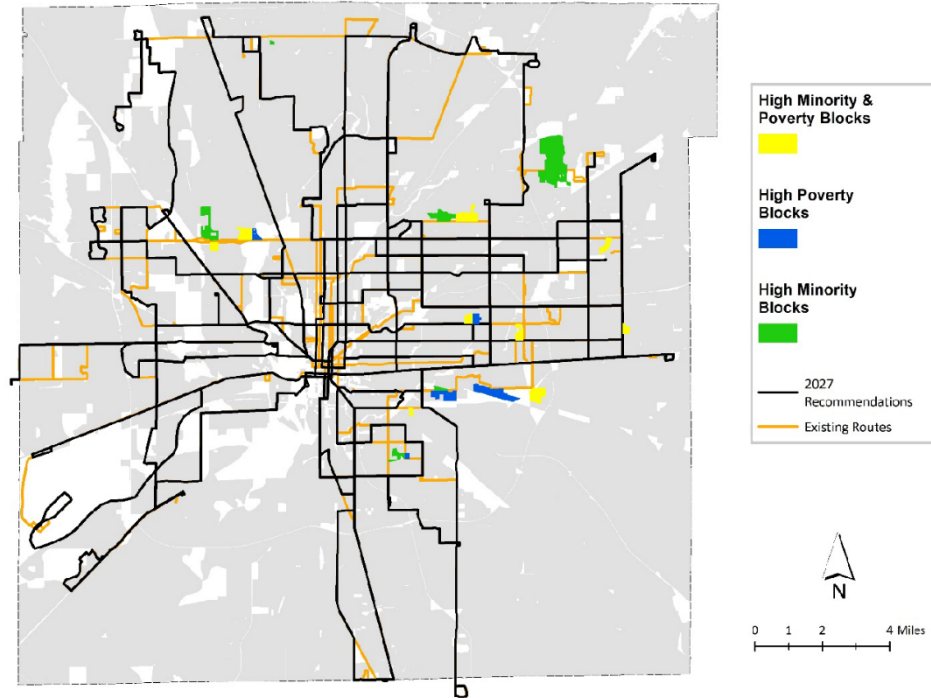 High Minority &
Poverty Blocks
High Poverty
Blocks
High Minority
Blocks
2027
Recommendations
Existing Routes
N
0 1 2 4 Miles